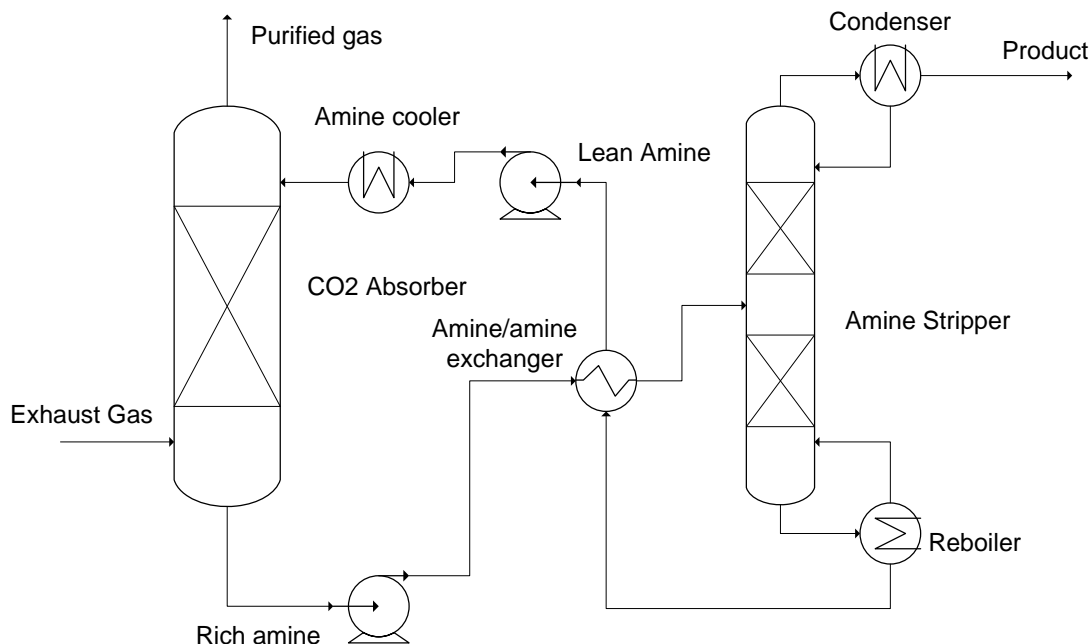 Condenser
Purified gas
Product
Amine cooler
Lean Amine
CO2 Absorber
Amine/amine
exchanger
Amine Stripper
Exhaust Gas
Reboiler
Rich amine